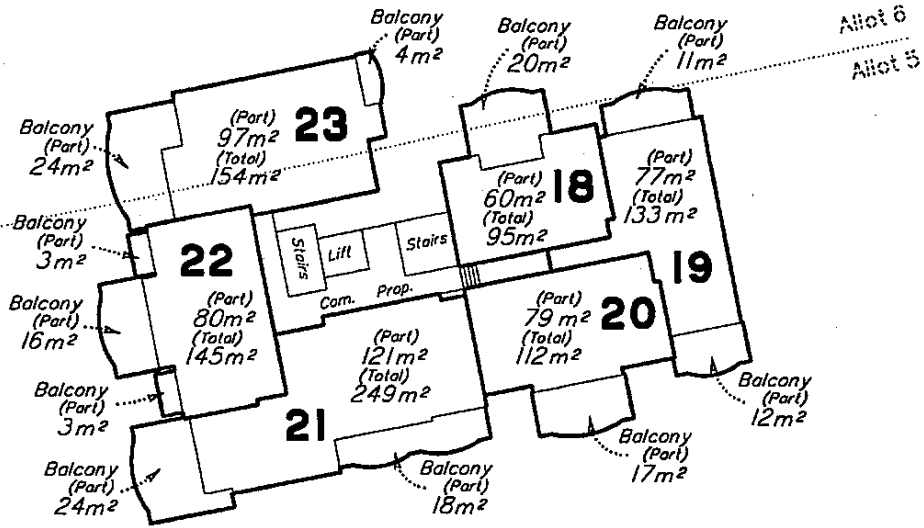 Allot 6
Allot 5
Balcony
(Part)
4m²
Balcony
(Part)
20m²
Balcony
(Part)
11m²
Balcony
(Part)
24m²
(Part)
97m²
(Total)
154m²
23
(Part)
60m²
(Total)
95m²
18
(Part)
77m²
(Total)
133m²
19
Balcony
(Part)
3m²
22
(Part)
80m²
(Total)
145m²
Stairs
Lift
Stairs
Com. Prop.
Balcony
(Part)
16m²
(Part)
79m²
(Total)
112m²
20
(Part)
121m²
(Total)
249m²
21
Balcony
(Part)
3m²
Balcony
(Part)
12m²
Balcony
(Part)
17m²
Balcony
(Part)
24m²
Balcony
(Part)
18m²